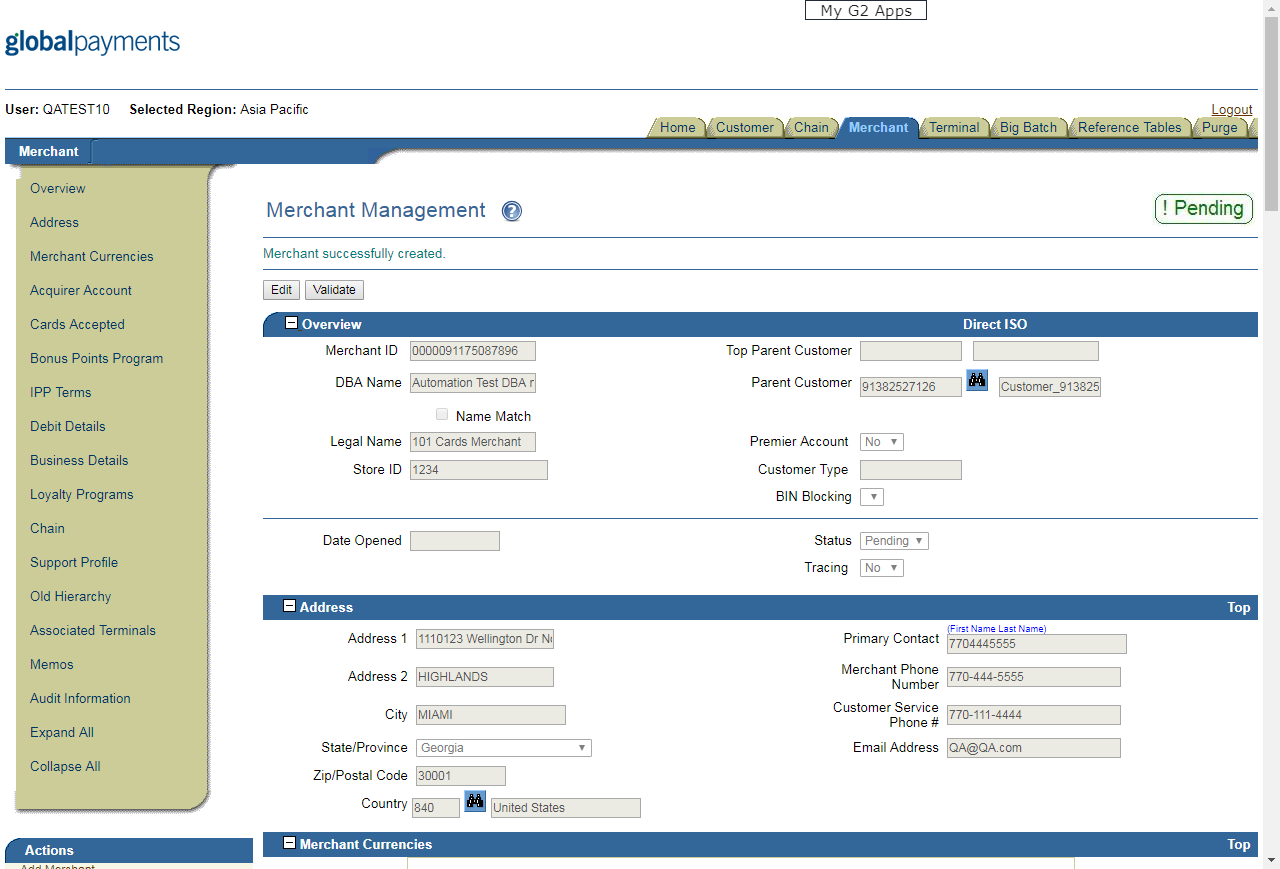 My G2 Apps
globalpayments
User: QATEST10 Selected Region: Asia Pacific
Logout
Home Customer Chain Merchant Terminal Big Batch Reference Tables Purge
Merchant
Overview
Address
Merchant Currencies
Acquirer Account
Cards Accepted
Bonus Points Program
IPP Terms
Debit Details
Business Details
Loyalty Programs
Chain
Support Profile
Old Hierarchy
Associated Terminals
Memos
Audit Information
Expand All
Collapse All
Actions
Add Merchant
Merchant Management ?
! Pending
Merchant successfully created.
Edit Validate
Overview Direct ISO
Merchant ID 0000091175087896 Top Parent Customer
DBA Name Automation Test DBA r Parent Customer 91382527126 Customer_913825
Name Match
Legal Name 101 Cards Merchant Premier Account No
Store ID 1234 Customer Type
BIN Blocking
Date Opened Status Pending
Tracing No
Address Top
(First Name Last Name)
Address 1 1110123 Wellington Dr No Primary Contact 7704445555
Address 2 HIGHLANDS Merchant Phone Number 770-444-5555
City MIAMI Customer Service Phone # 770-111-4444
State/Province Georgia Email Address QA@QA.com
Zip/Postal Code 30001
Country 840 United States
Merchant Currencies Top